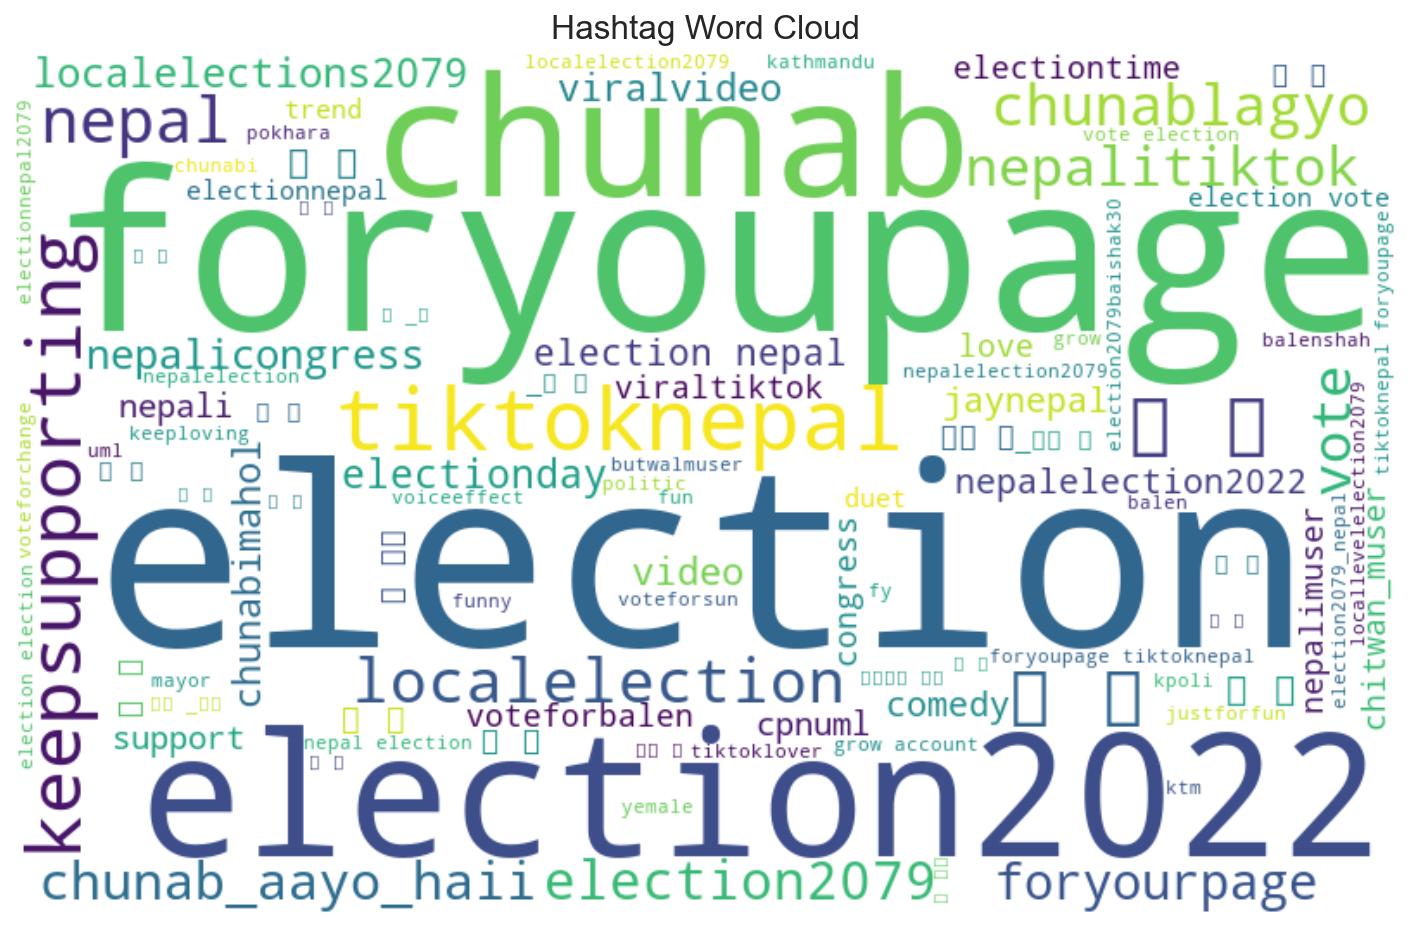 Hashtag Word Cloud
localelections2079
localelection2079
kathmandu
electiontime
viralvideo
nepal
trend
pokhara
chunab
chunablagyo
vote election
chunabi
nepalitiktok
electionnepal
election vote
electionnepal2079
foryoupage
keepsupporting
election2079baishak30
tiktoknepal foryoupage
nepalicongress
election nepal
love
grow
balenshah
nepalelection
viraltiktok
nepalelection2079
nepali
tiktoknepal
jaynepal
vote
keeploving
uml
electionday
butwalmuser
politic
nepalelection2022
voiceeffect
fun
duet
balen
election
chunabimahol
video
congress
funny
voteforsun
fy
nepalimuser
election2079_nepal
locallevelelection2079
chitwan_muser
election voteforchange
election election
foryoupage tiktoknepal
mayor
localelection
kpoli
comedy
justforfun
voteforbalen
cpnuml
support
nepal election
tiktoklover
grow account
election2022
ktm
yemale
chunab_aayo_haii
election2079
foryourpage